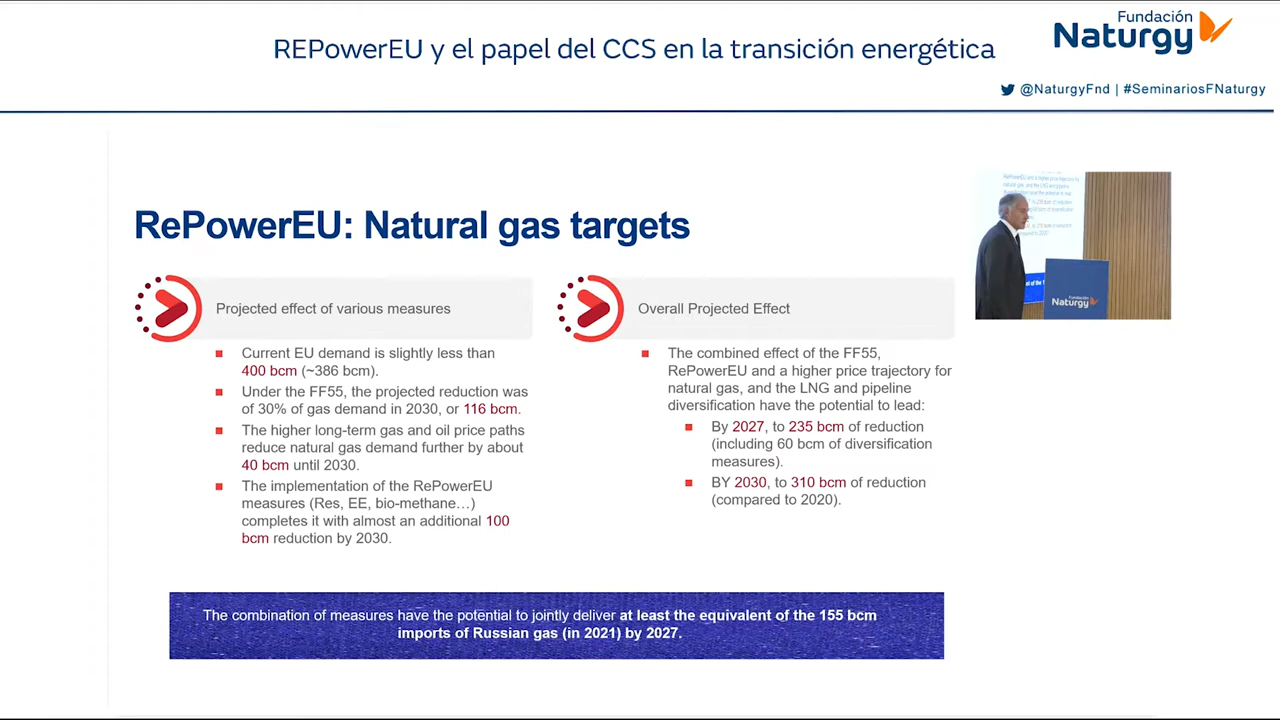 REPowerEU y el papel del CCS en la transición energética
Fundación
Naturgy
@NaturgyFnd | #SeminariosFNaturgy
RePowerEU: Natural gas targets
Projected effect of various measures
Current EU demand is slightly less than
400 bcm (~386 bcm).
Under the FF55, the projected reduction was
of 30% of gas demand in 2030, or 116 bcm.
The higher long-term gas and oil price paths
reduce natural gas demand further by about
40 bcm until 2030.
The implementation of the RePowerEU
measures (Res, EE, bio-methane…)
completes it with almost an additional 100
bcm reduction by 2030.
Overall Projected Effect
The combined effect of the FF55,
RePowerEU and a higher price trajectory for
natural gas, and the LNG and pipeline
diversification have the potential to lead:
By 2027, to 235 bcm of reduction
(including 60 bcm of diversification
measures).
BY 2030, to 310 bcm of reduction
(compared to 2020).
The combination of measures have the potential to jointly deliver at least the equivalent of the 155 bcm
imports of Russian gas (in 2021) by 2027.
Fundación
Naturgy